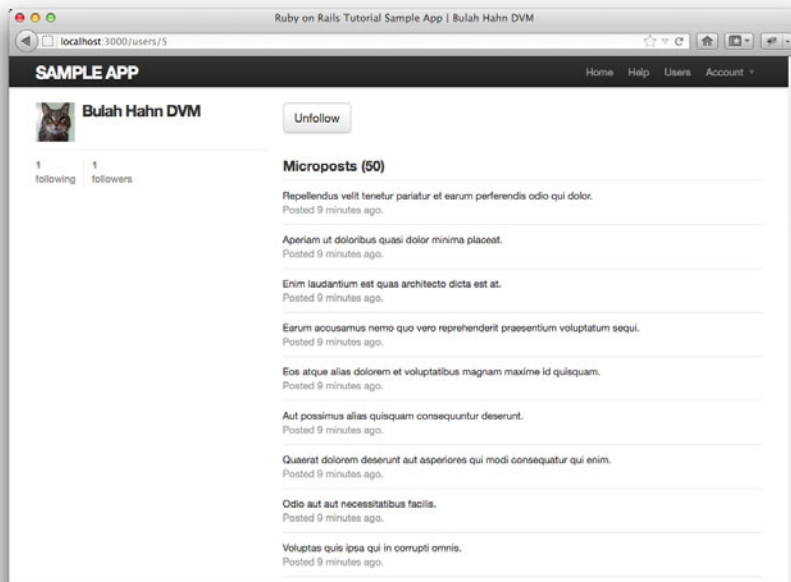 Ruby on Rails Tutorial Sample App | Bulah Hahn DVM
localhost:3000/users/5
SAMPLE APP
Home Help Users Account
Bulah Hahn DVM
1 following
1 followers
Unfollow
Microposts (50)
Repellendus velit tenetur pariatur et earum perferendis odio qui dolor.
Posted 9 minutes ago.
Aperiam ut doloribus quasi dolor minima placeat.
Posted 9 minutes ago.
Enim laudantium est quas architecto dicta est at.
Posted 9 minutes ago.
Earum accusamus nemo quo vero reprehenderit praesentium voluptatum sequi.
Posted 9 minutes ago.
Eos atque alias dolorem et voluptatibus magnam maxime id quisquam.
Posted 9 minutes ago.
Aut possimus alias quisquam consequuntur deserunt.
Posted 9 minutes ago.
Quaerat dolorem deserunt aut asperiores qui modi consequatur qui enim.
Posted 9 minutes ago.
Odio aut aut necessitatibus facilis.
Posted 9 minutes ago.
Voluptas quis ipsa qui in corrupti omnis.
Posted 9 minutes ago.